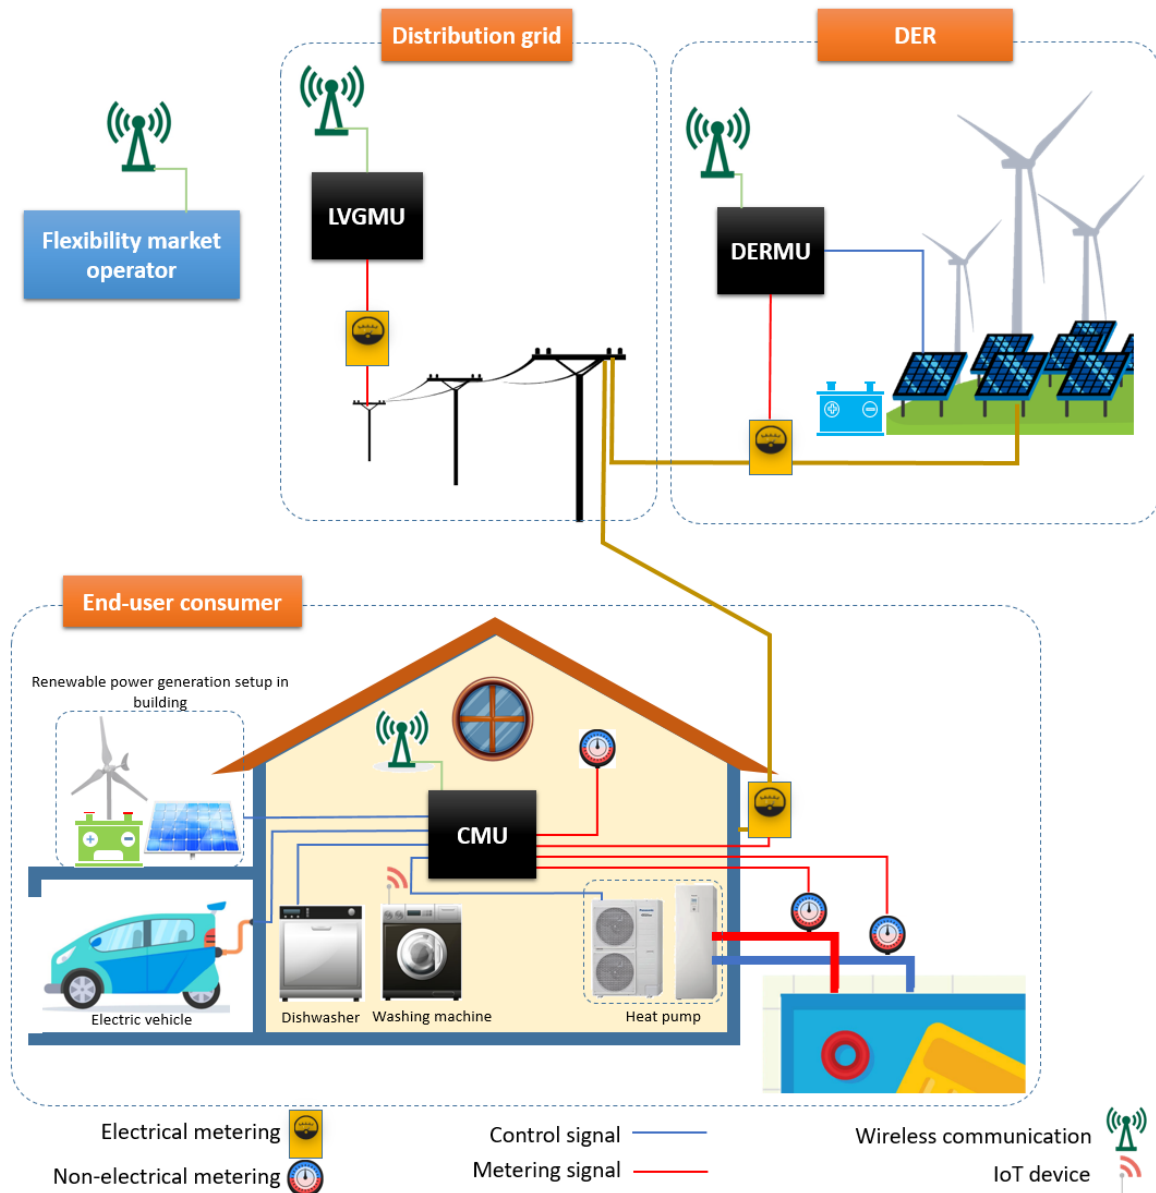 Distribution grid
DER
LVGMU
DERMU
Flexibility market
operator
End-user consumer
Renewable power generation setup in
building
CMU
Electric vehicle
Dishwasher
Washing machine
Heat pump
Electrical metering
Control signal
Wireless communication
Non-electrical metering
Metering signal
IoT device